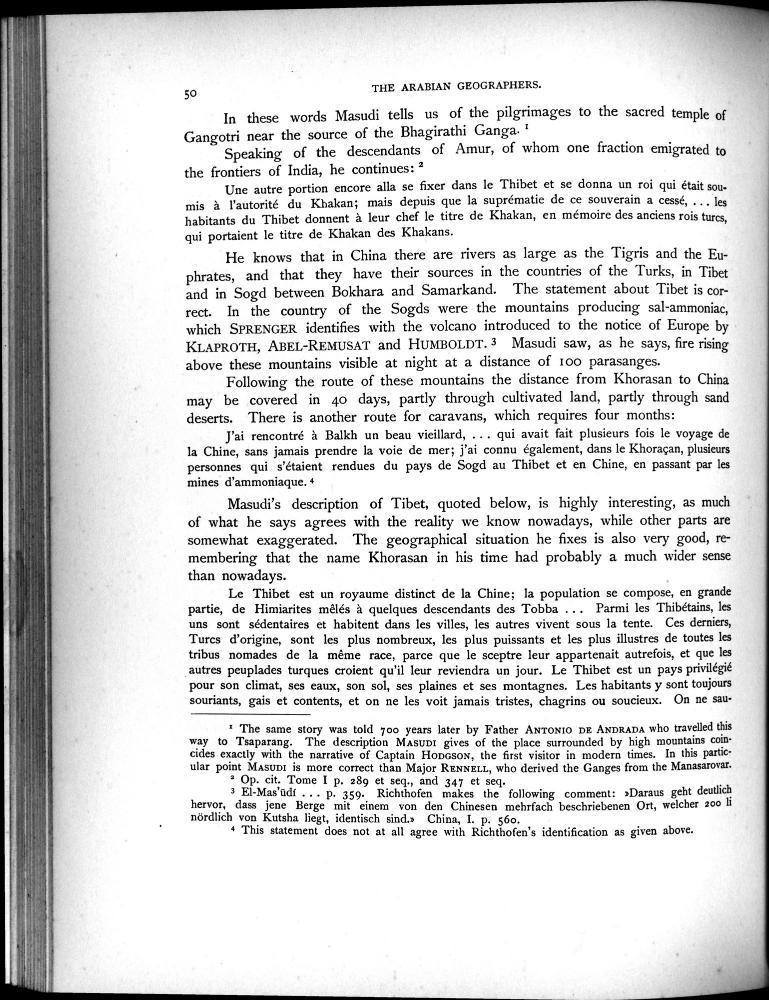 50
THE ARABIAN GEOGRAPHERS.
In these words Masudi tells us of the pilgrimages to the sacred temple of
Gangotri near the source of the Bhagirathi Ganga. ¹
Speaking of the descendants of Amur, of whom one fraction emigrated to
the frontiers of India, he continues: ²
Une autre portion encore alla se fixer dans le Thibet et se donna un roi qui était sou-
mis à l'autorité du Khakan; mais depuis que la suprématie de ce souverain a cessé, ... les
habitants du Thibet donnent à leur chef le titre de Khakan, en mémoire des anciens rois turcs,
qui portaient le titre de Khakan des Khakans.
He knows that in China there are rivers as large as the Tigris and the Eu-
phrates, and that they have their sources in the countries of the Turks, in Tibet
and in Sogd between Bokhara and Samarkand. The statement about Tibet is cor-
rect. In the country of the Sogds were the mountains producing sal-ammoniac,
which SPRENGER identifies with the volcano introduced to the notice of Europe by
KLAPROTH, ABEL-REMUSAT and HUMBOLDT. ³ Masudi saw, as he says, fire rising
above these mountains visible at night at a distance of 100 parasanges.
Following the route of these mountains the distance from Khorasan to China
may be covered in 40 days, partly through cultivated land, partly through sand
deserts. There is another route for caravans, which requires four months:
J'ai rencontré à Balkh un beau vieillard, ... qui avait fait plusieurs fois le voyage de
la Chine, sans jamais prendre la voie de mer; j'ai connu également, dans le Khoraçan, plusieurs
personnes qui s'étaient rendues du pays de Sogd au Thibet et en Chine, en passant par les
mines d'ammoniaque. ⁴
Masudi's description of Tibet, quoted below, is highly interesting, as much
of what he says agrees with the reality we know nowadays, while other parts are
somewhat exaggerated. The geographical situation he fixes is also very good, re-
membering that the name Khorasan in his time had probably a much wider sense
than nowadays.
Le Thibet est un royaume distinct de la Chine; la population se compose, en grande
partie, de Himiarites mêlés à quelques descendants des Tobba ... Parmi les Thibétains, les
uns sont sédentaires et habitent dans les villes, les autres vivent sous la tente. Ces derniers,
Turcs d'origine, sont les plus nombreux, les plus puissants et les plus illustres de toutes les
tribus nomades de la même race, parce que le sceptre leur appartenait autrefois, et que les
autres peuplades turques croient qu'il leur reviendra un jour. Le Thibet est un pays privilégié
pour son climat, ses eaux, son sol, ses plaines et ses montagnes. Les habitants y sont toujours
souriants, gais et contents, et on ne les voit jamais tristes, chagrins ou soucieux. On ne sau-
¹ The same story was told 700 years later by Father ANTONIO DE ANDRADA who travelled this
way to Tsaparang. The description MASUDI gives of the place surrounded by high mountains coin-
cides exactly with the narrative of Captain HODGSON, the first visitor in modern times. In this partic-
ular point MASUDI is more correct than Major RENNELL, who derived the Ganges from the Manasarovar.
² Op. cit. Tome I p. 289 et seq., and 347 et seq.
³ El-Mas'ūdí ... p. 359. Richthofen makes the following comment: »Daraus geht deutlich
hervor, dass jene Berge mit einem von den Chinesen mehrfach beschriebenen Ort, welcher 200 li
nördlich von Kutsha liegt, identisch sind.» China, I. p. 560.
⁴ This statement does not at all agree with Richthofen's identification as given above.